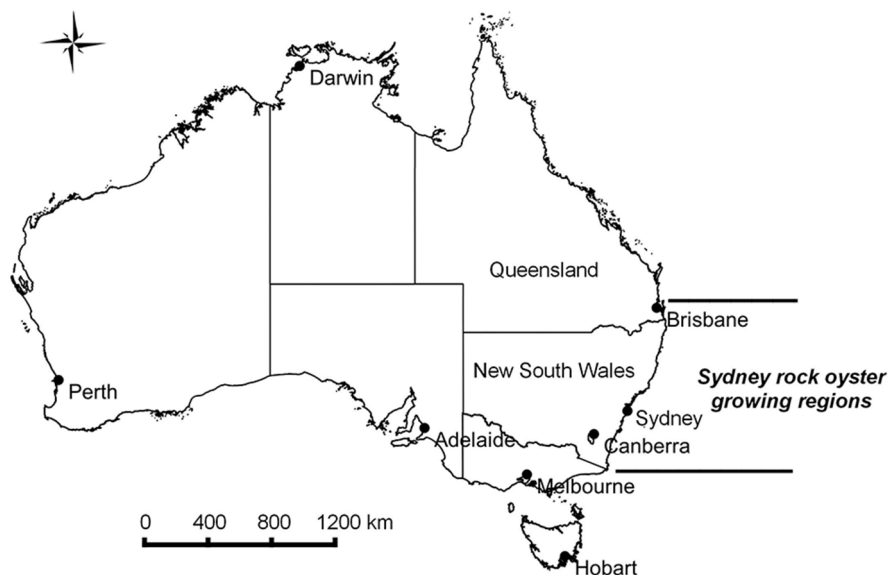 Darwin
Queensland
Brisbane
New South Wales
Perth
Sydney rock oyster
growing regions
Sydney
Adelaide
Canberra
Melbourne
0 400 800 1200 km
Hobart